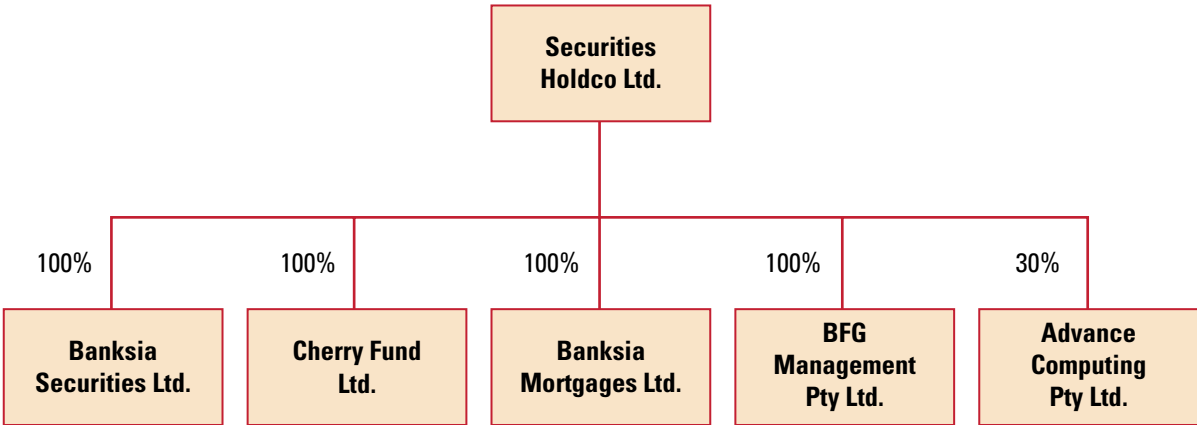 Securities
Holdco Ltd.
100%
100%
100%
100%
30%
Banksia
Securities Ltd.
Cherry Fund
Ltd.
Banksia
Mortgages Ltd.
BFG
Management
Pty Ltd.
Advance
Computing
Pty Ltd.